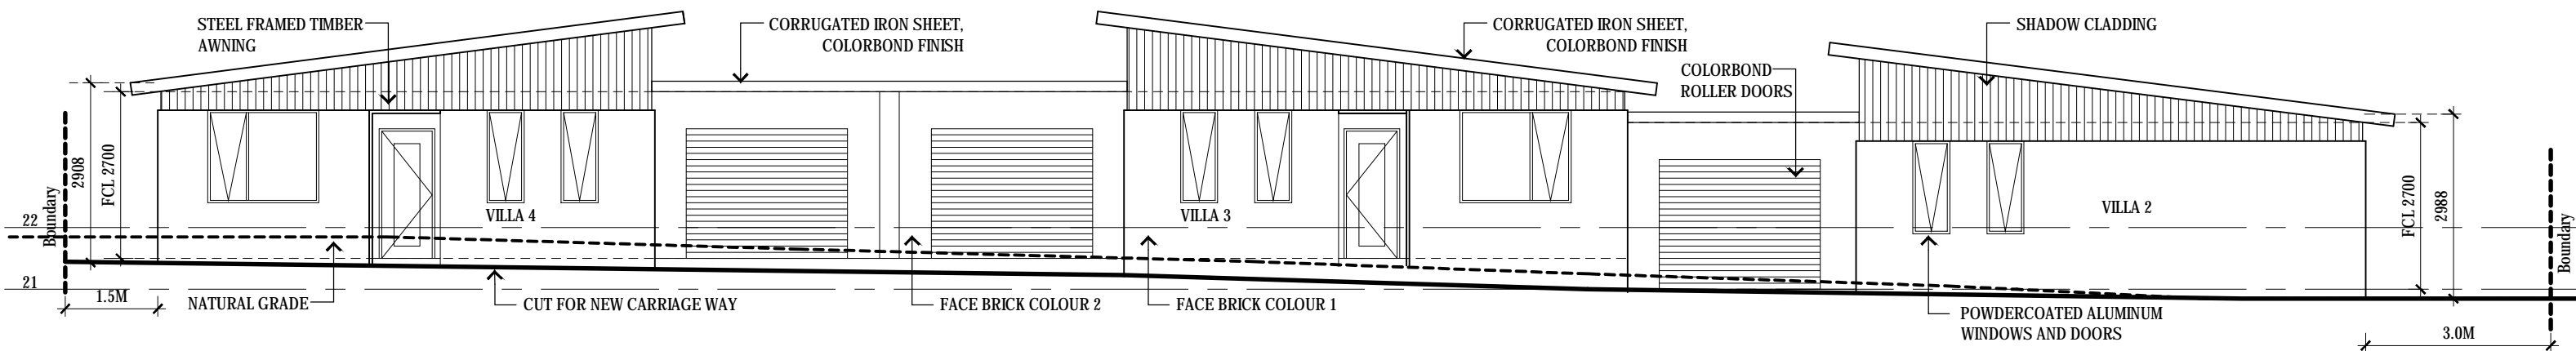 STEEL FRAMED TIMBER
AWNING
CORRUGATED IRON SHEET,
COLORBOND FINISH
CORRUGATED IRON SHEET,
COLORBOND FINISH
SHADOW CLADDING
COLORBOND
ROLLER DOORS
2908
FCL 2700
Boundary
22
21
VILLA 4
VILLA 3
VILLA 2
FCL 2700
2988
Boundary
1.5M
NATURAL GRADE
CUT FOR NEW CARRIAGE WAY
FACE BRICK COLOUR 2
FACE BRICK COLOUR 1
POWDERCOATED ALUMINUM
WINDOWS AND DOORS
3.0M